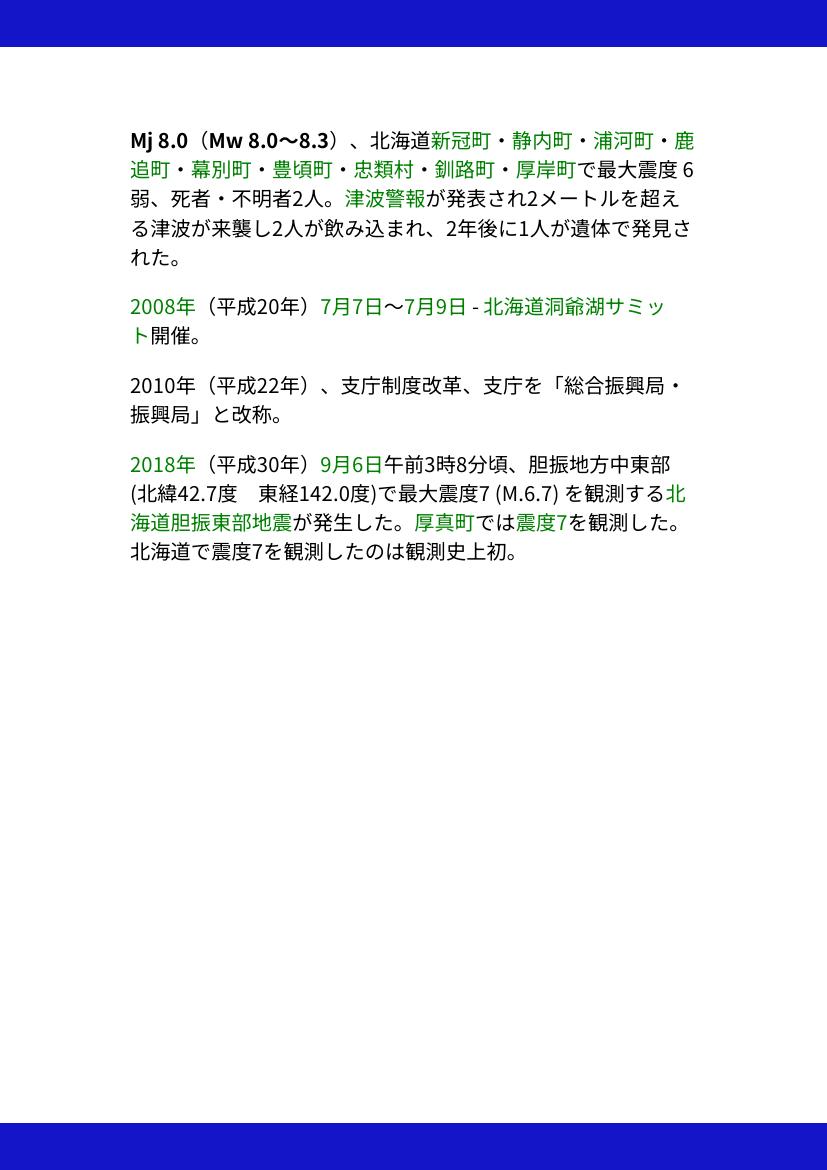 Mj 8.0（Mw 8.0〜8.3）、北海道新冠町・静内町・浦河町・鹿
追町・幕別町・豊頃町・忠類村・釧路町・厚岸町で最大震度 6
弱、死者・不明者2人。津波警報が発表され2メートルを超え
る津波が来襲し2人が飲み込まれ、2年後に1人が遺体で発見さ
れた。
2008年（平成20年）7月7日〜7月9日 - 北海道洞爺湖サミッ
ト開催。
2010年（平成22年）、支庁制度改革、支庁を「総合振興局・
振興局」と改称。
2018年（平成30年）9月6日午前3時8分頃、胆振地方中東部
(北緯42.7度　東経142.0度)で最大震度7 (M.6.7) を観測する北
海道胆振東部地震が発生した。厚真町では震度7を観測した。
北海道で震度7を観測したのは観測史上初。